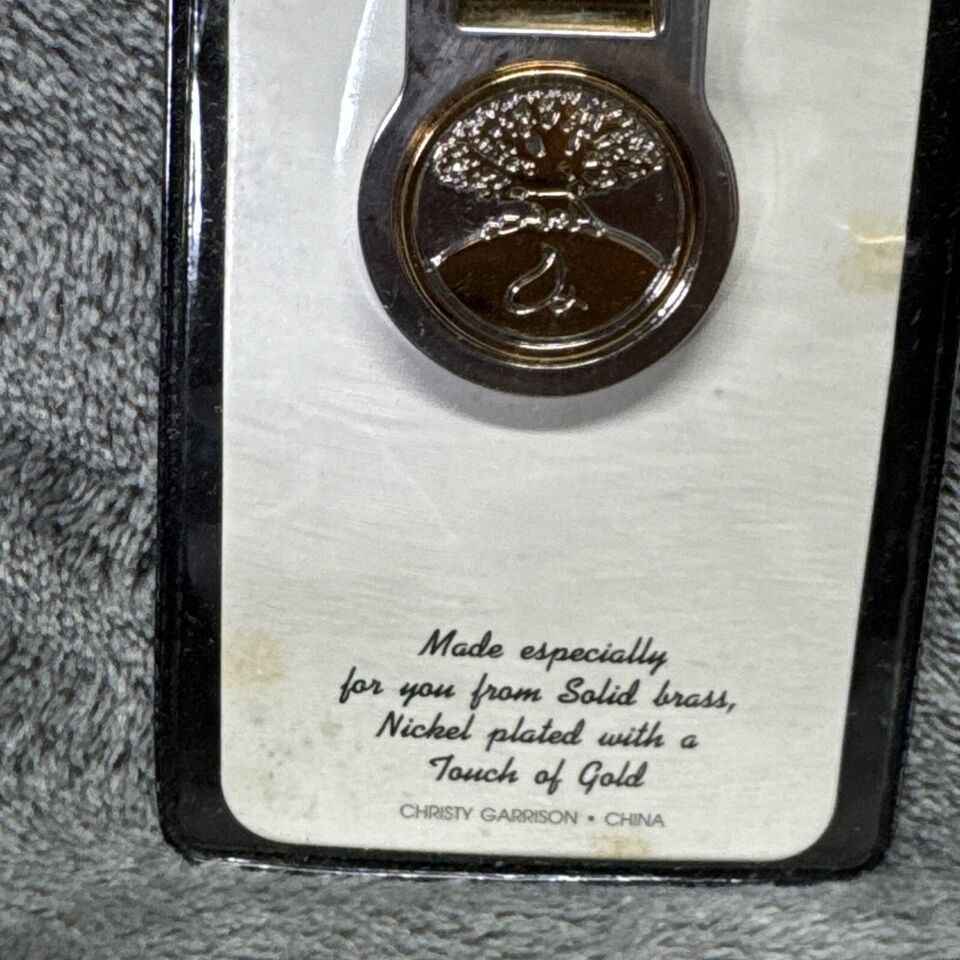 Made especially
for you from Solid brass,
Nickel plated with a
Touch of Gold
CHRISTY GARRISON • CHINA